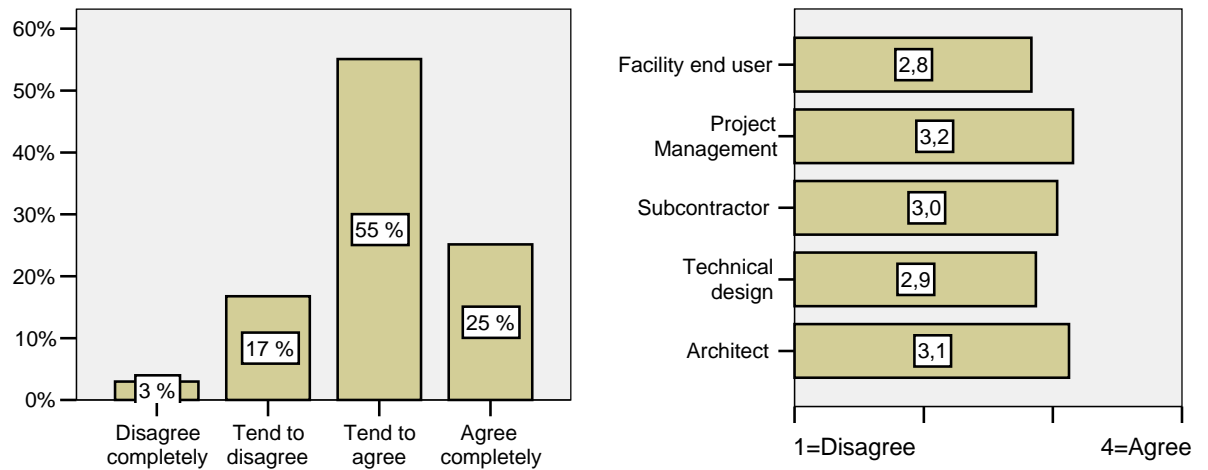 60%
50%
40%
30%
20%
10%
0%
3 %
17 %
55 %
25 %
Disagree
completely
Tend to
disagree
Tend to
agree
Agree
completely
Facility end user
2,8
Project
Management
3,2
Subcontractor
3,0
Technical
design
2,9
Architect
3,1
1=Disagree
4=Agree